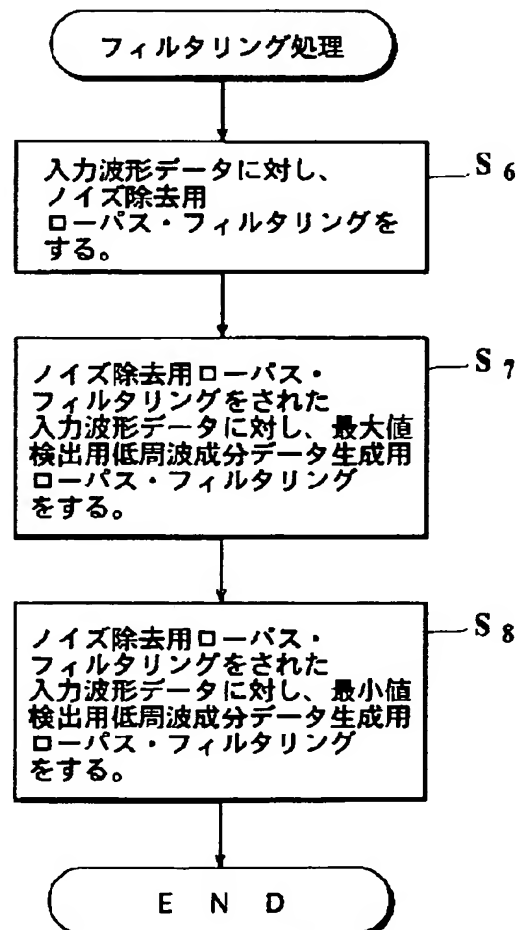 フィルタリング処理
入力波形データに対し、
ノイズ除去用
ローパス・フィルタリングを
する。
S 6
ノイズ除去用ローパス・
フィルタリングをされた
入力波形データに対し、最大値
検出用低周波成分データ生成用
ローパス・フィルタリング
をする。
S 7
ノイズ除去用ローパス・
フィルタリングをされた
入力波形データに対し、最小値
検出用低周波成分データ生成用
ローパス・フィルタリング
をする。
S 8
E N D